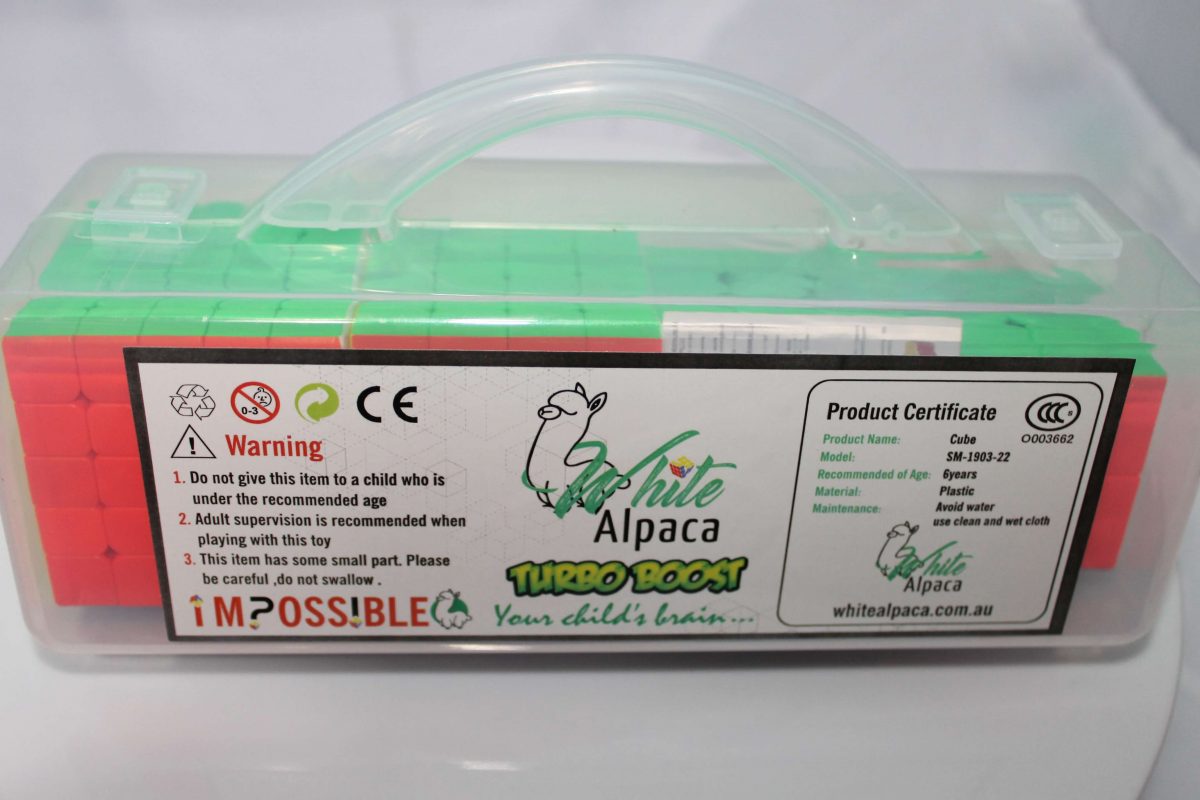 0-3
CE
Warning
1. Do not give this item to a child who is
under the recommended age
2. Adult supervision is recommended when
playing with this toy
3. This item has some small part. Please
be careful ,do not swallow .
IMPOSSIBLE
White
Alpaca
TURBO BOOST
Your child's brain...
Product Certificate
CCC S
O003662
Product Name: Cube
Model: SM-1903-22
Recommended of Age: 6years
Material: Plastic
Maintenance: Avoid water
use clean and wet cloth
White
Alpaca
whitealpaca.com.au